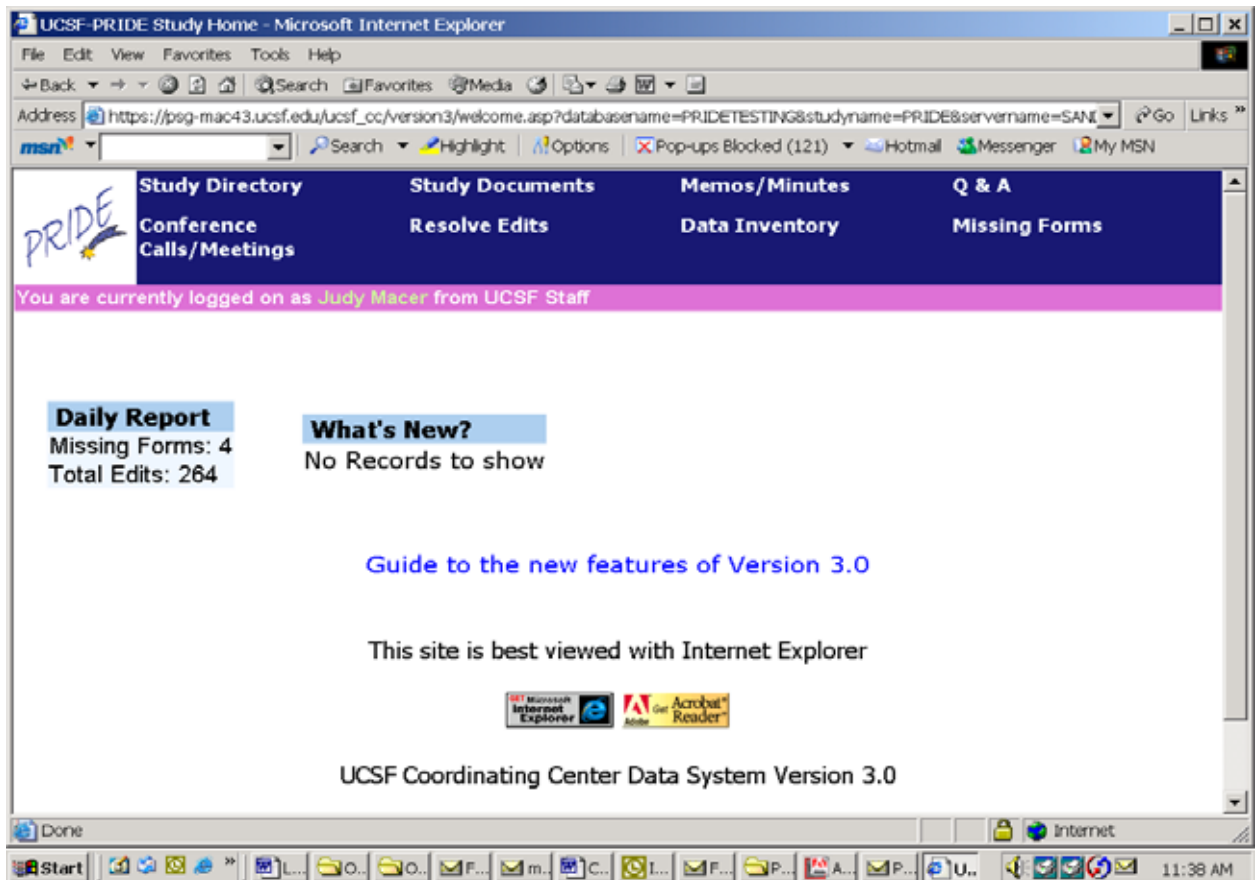 UCSF-PRIDE Study Home - Microsoft Internet Explorer
File Edit View Favorites Tools Help
Back Search Favorites Media
Address https://psg-mac43.ucsf.edu/ucsf_cc/version3/welcome.asp?databasename=PRIDETESTING&studyname=PRIDE&servername=SAN Go Links »
msn Search Highlight Options Pop-ups Blocked (121) Hotmail Messenger My MSN
PRIDE
Study Directory Study Documents Memos/Minutes Q & A
Conference Resolve Edits Data Inventory Missing Forms
Calls/Meetings
You are currently logged on as Judy Macer from UCSF Staff
Daily Report
Missing Forms: 4
Total Edits: 264
What's New?
No Records to show
Guide to the new features of Version 3.0
This site is best viewed with Internet Explorer
GET Microsoft Internet Explorer
Adobe Get Acrobat Reader
UCSF Coordinating Center Data System Version 3.0
Done Internet
Start » L... O.. O.. F... m.. C.. I... F... P... A... P... U.. 11:38 AM